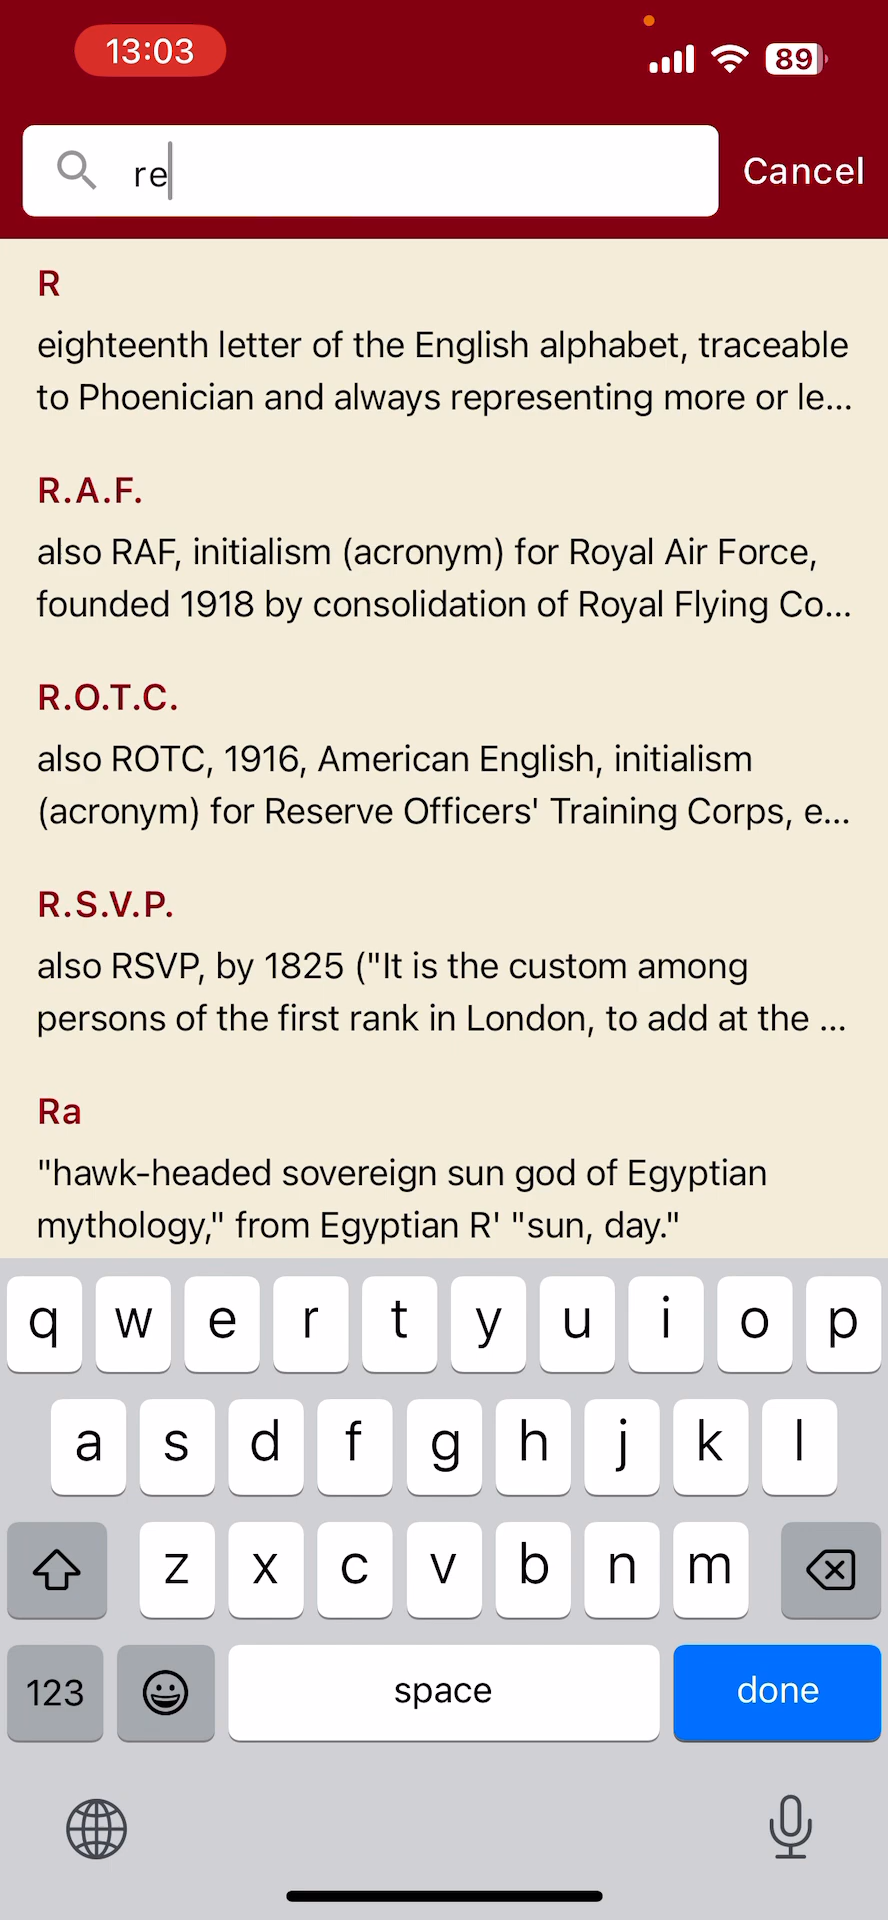 13:03
89
re
Cancel
R
eighteenth letter of the English alphabet, traceable
to Phoenician and always representing more or le...
R.A.F.
also RAF, initialism (acronym) for Royal Air Force,
founded 1918 by consolidation of Royal Flying Co...
R.O.T.C.
also ROTC, 1916, American English, initialism
(acronym) for Reserve Officers' Training Corps, e...
R.S.V.P.
also RSVP, by 1825 ("It is the custom among
persons of the first rank in London, to add at the ...
Ra
"hawk-headed sovereign sun god of Egyptian
mythology," from Egyptian R' "sun, day."
q w e r t y u i o p
a s d f g h j k l
z x c v b n m
123 space done